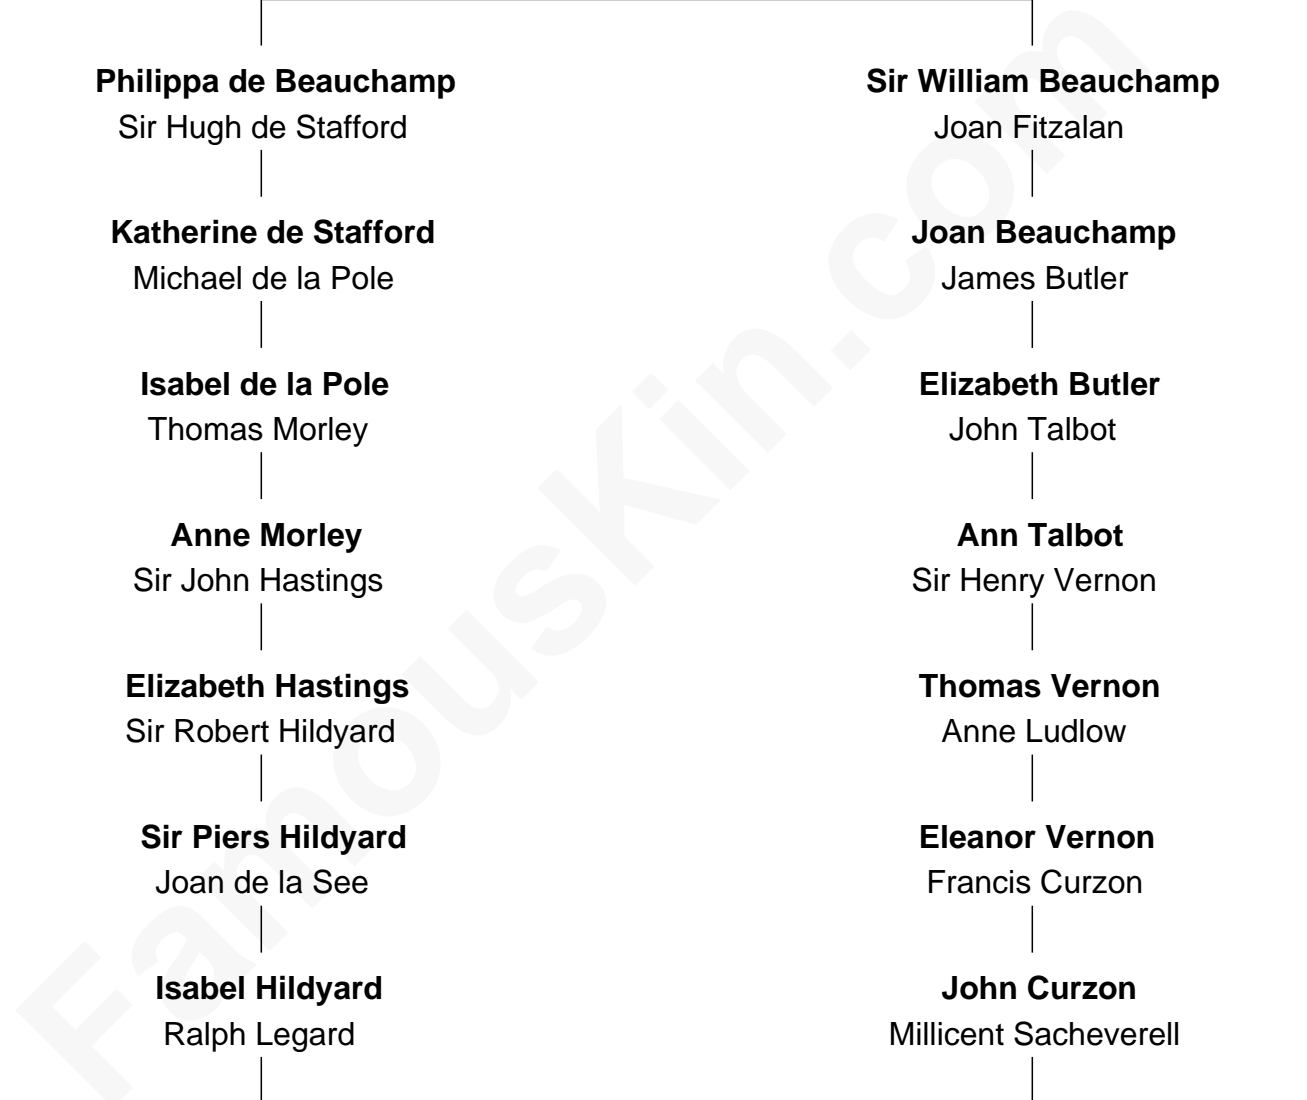 Philippa de Beauchamp
Sir Hugh de Stafford
Katherine de Stafford
Michael de la Pole
Isabel de la Pole
Thomas Morley
Anne Morley
Sir John Hastings
Elizabeth Hastings
Sir Robert Hildyard
Sir Piers Hildyard
Joan de la See
Isabel Hildyard
Ralph Legard
Sir William Beauchamp
Joan Fitzalan
Joan Beauchamp
James Butler
Elizabeth Butler
John Talbot
Ann Talbot
Sir Henry Vernon
Thomas Vernon
Anne Ludlow
Eleanor Vernon
Francis Curzon
John Curzon
Millicent Sacheverell
FamousKin.com